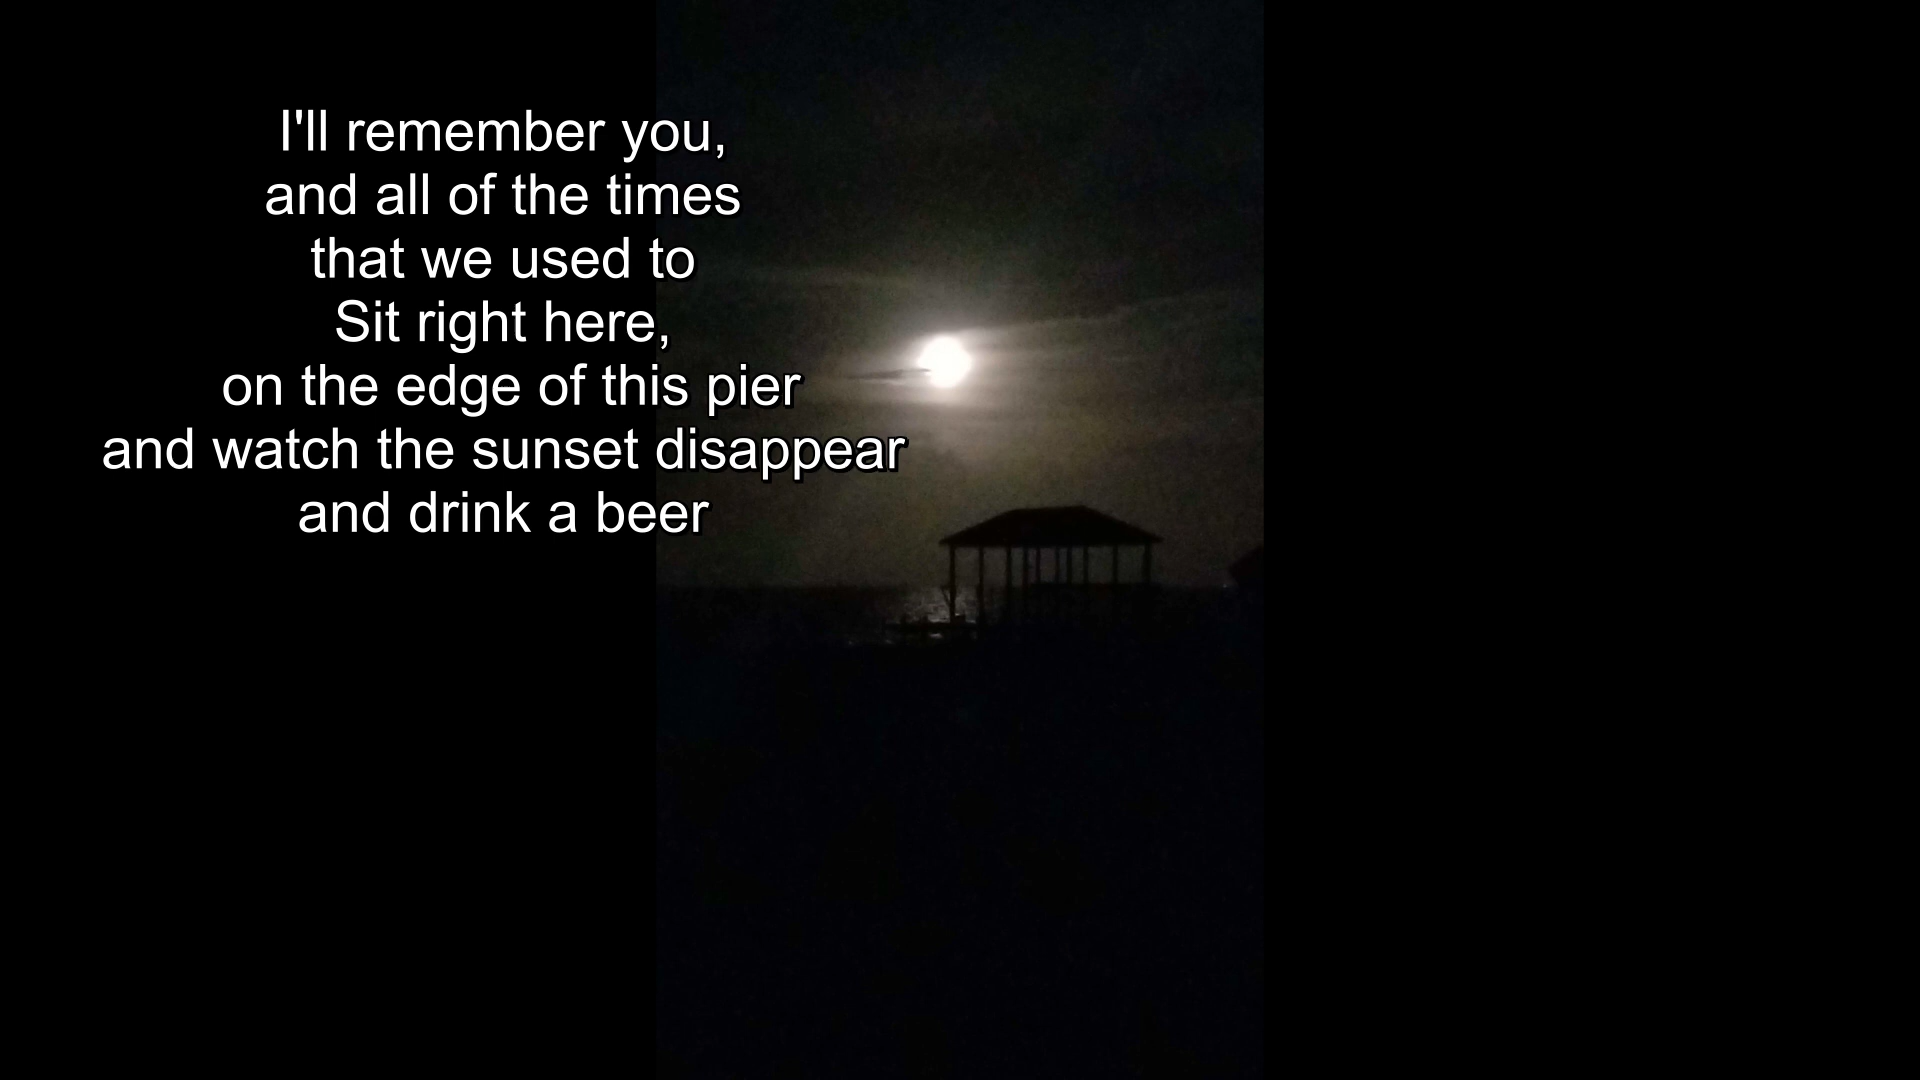 I'll remember you,
and all of the times
that we used to
Sit right here,
on the edge of this pier
and watch the sunset disappear
and drink a beer